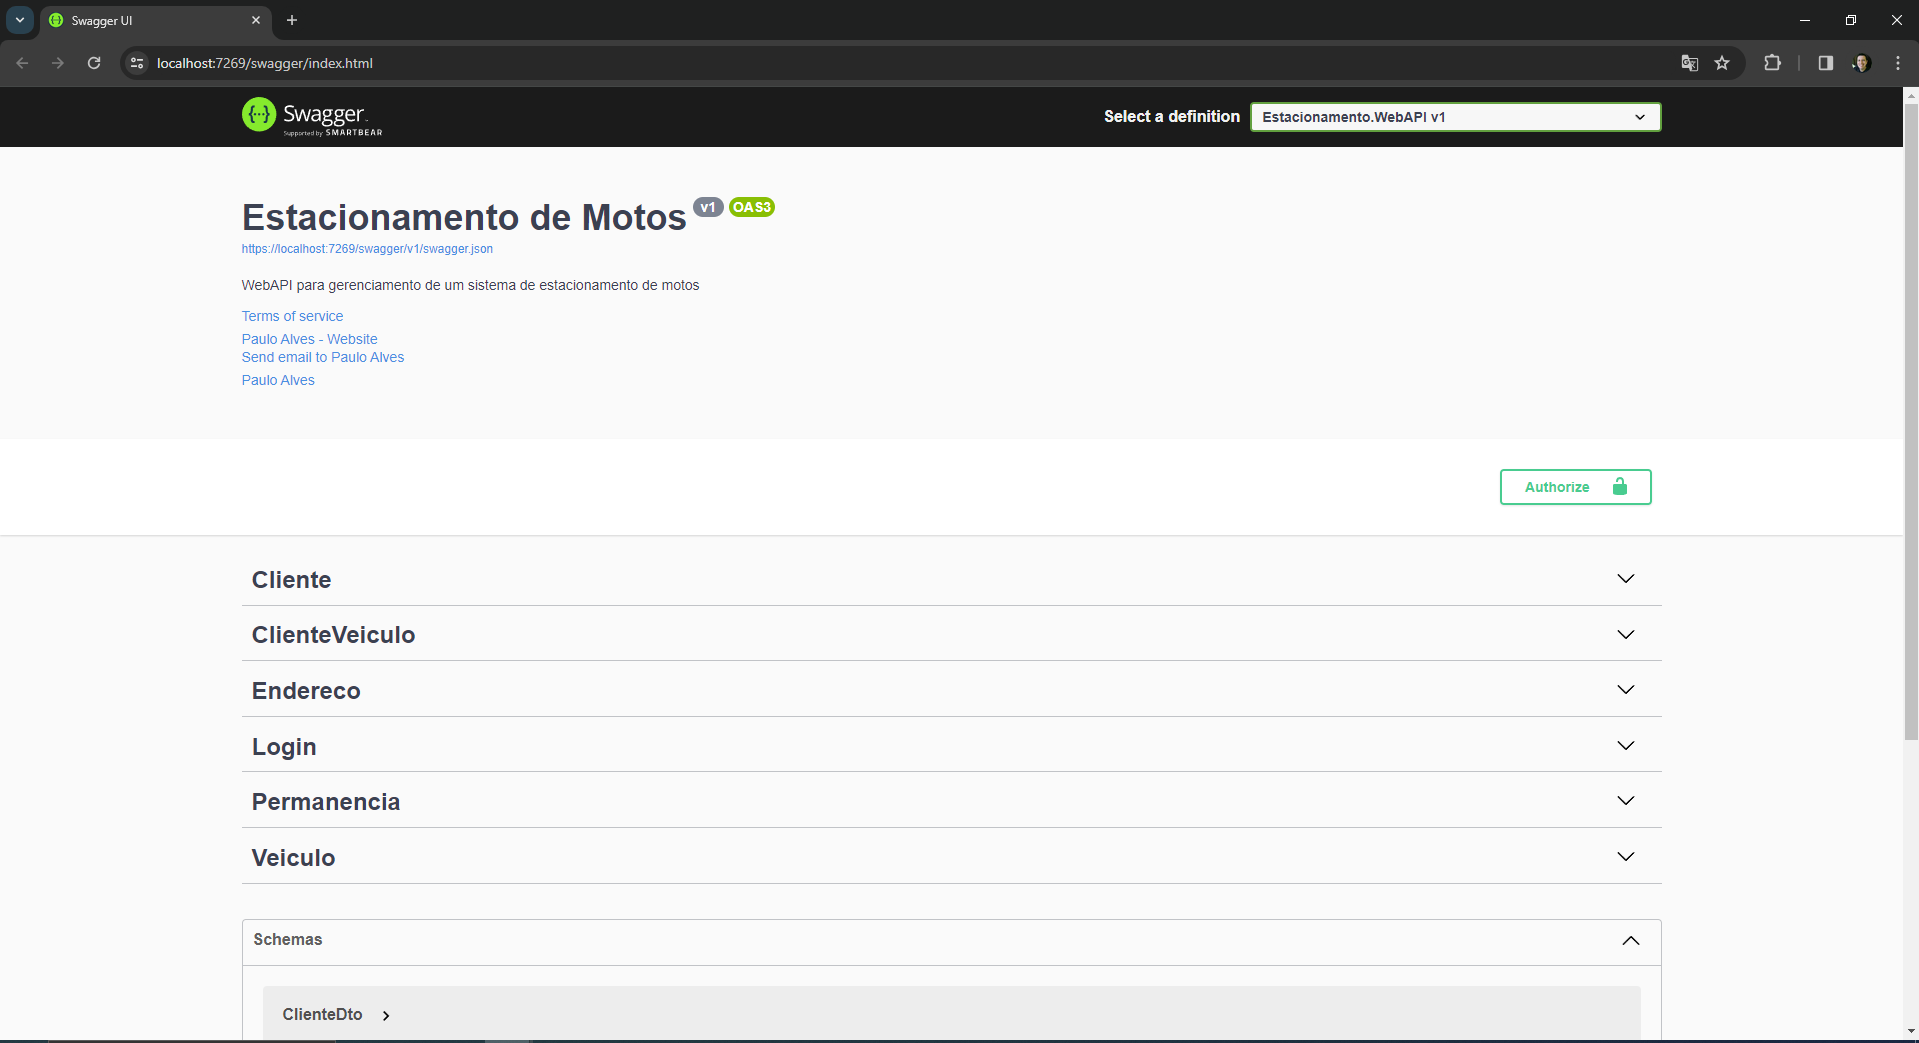 Swagger UI
localhost:7269/swagger/index.html
Swagger
Supported by SMARTBEAR
Select a definition
Estacionamento.WebAPI v1
Estacionamento de Motos v1 OAS3
https://localhost:7269/swagger/v1/swagger.json
WebAPI para gerenciamento de um sistema de estacionamento de motos
Terms of service
Paulo Alves - Website
Send email to Paulo Alves
Paulo Alves
Authorize
Cliente
ClienteVeiculo
Endereco
Login
Permanencia
Veiculo
Schemas
ClienteDto